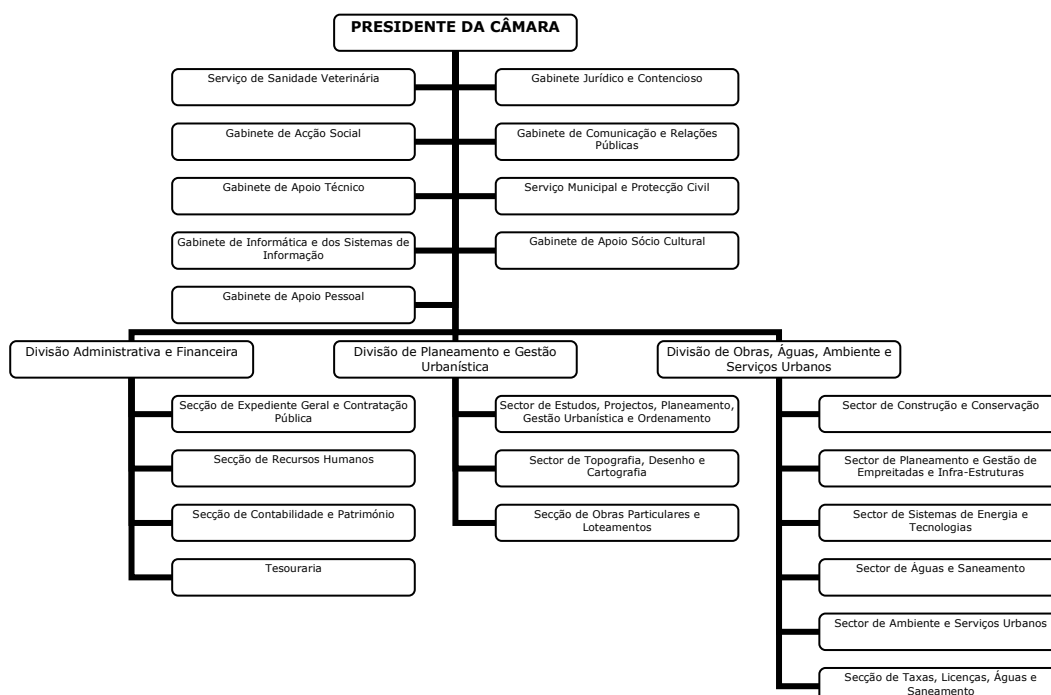 PRESIDENTE DA CÂMARA
Serviço de Sanidade Veterinária
Gabinete Jurídico e Contencioso
Gabinete de Acção Social
Gabinete de Comunicação e Relações
Públicas
Gabinete de Apoio Técnico
Serviço Municipal e Protecção Civil
Gabinete de Informática e dos Sistemas de
Informação
Gabinete de Apoio Sócio Cultural
Gabinete de Apoio Pessoal
Divisão Administrativa e Financeira
Divisão de Planeamento e Gestão
Urbanística
Divisão de Obras, Águas, Ambiente e
Serviços Urbanos
Secção de Expediente Geral e Contratação
Pública
Secção de Recursos Humanos
Secção de Contabilidade e Património
Tesouraria
Sector de Estudos, Projectos, Planeamento,
Gestão Urbanística e Ordenamento
Sector de Topografia, Desenho e
Cartografia
Secção de Obras Particulares e
Loteamentos
Sector de Construção e Conservação
Sector de Planeamento e Gestão de
Empreitadas e Infra-Estruturas
Sector de Sistemas de Energia e
Tecnologias
Sector de Águas e Saneamento
Sector de Ambiente e Serviços Urbanos
Secção de Taxas, Licenças, Águas e
Saneamento